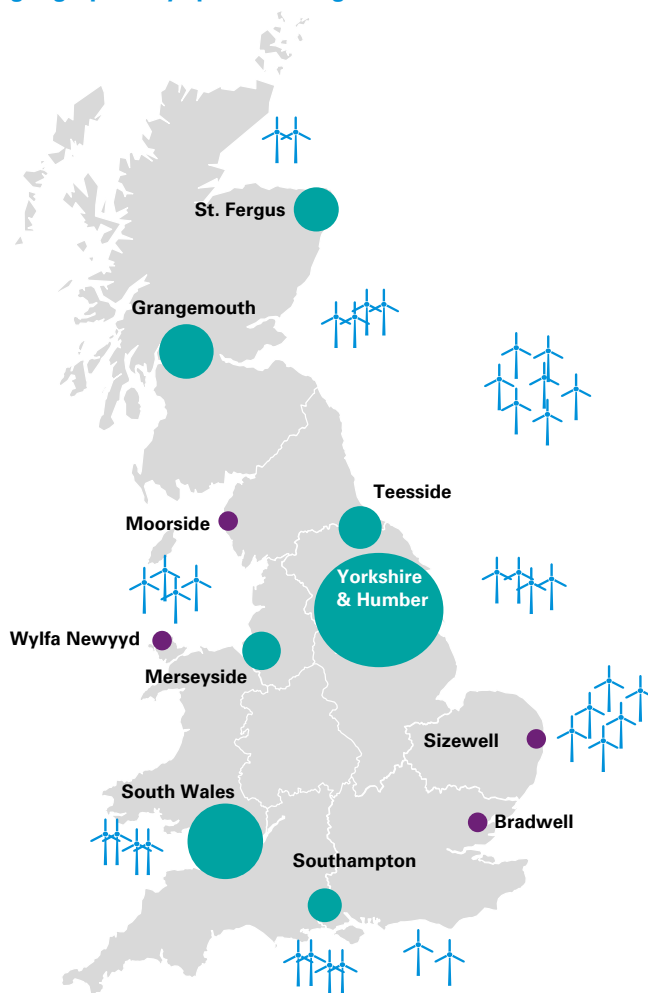 St. Fergus
Grangemouth
Teesside
Moorside
Yorkshire
& Humber
Wylfa Newyyd
Merseyside
Sizewell
South Wales
Bradwell
Southampton